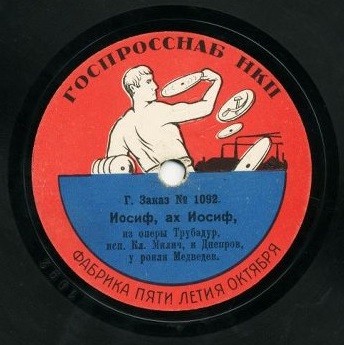 ГОСПРОССНАБ НКП
Г. Заказ № 1092.
Иосиф, ах Иосиф,
из оперы Трубадур,
исп. Кл. Милич, и Днепров,
у рояля Медведев.
ФАБРИКА ПЯТИ ЛЕТИЯ ОКТЯБРЯ